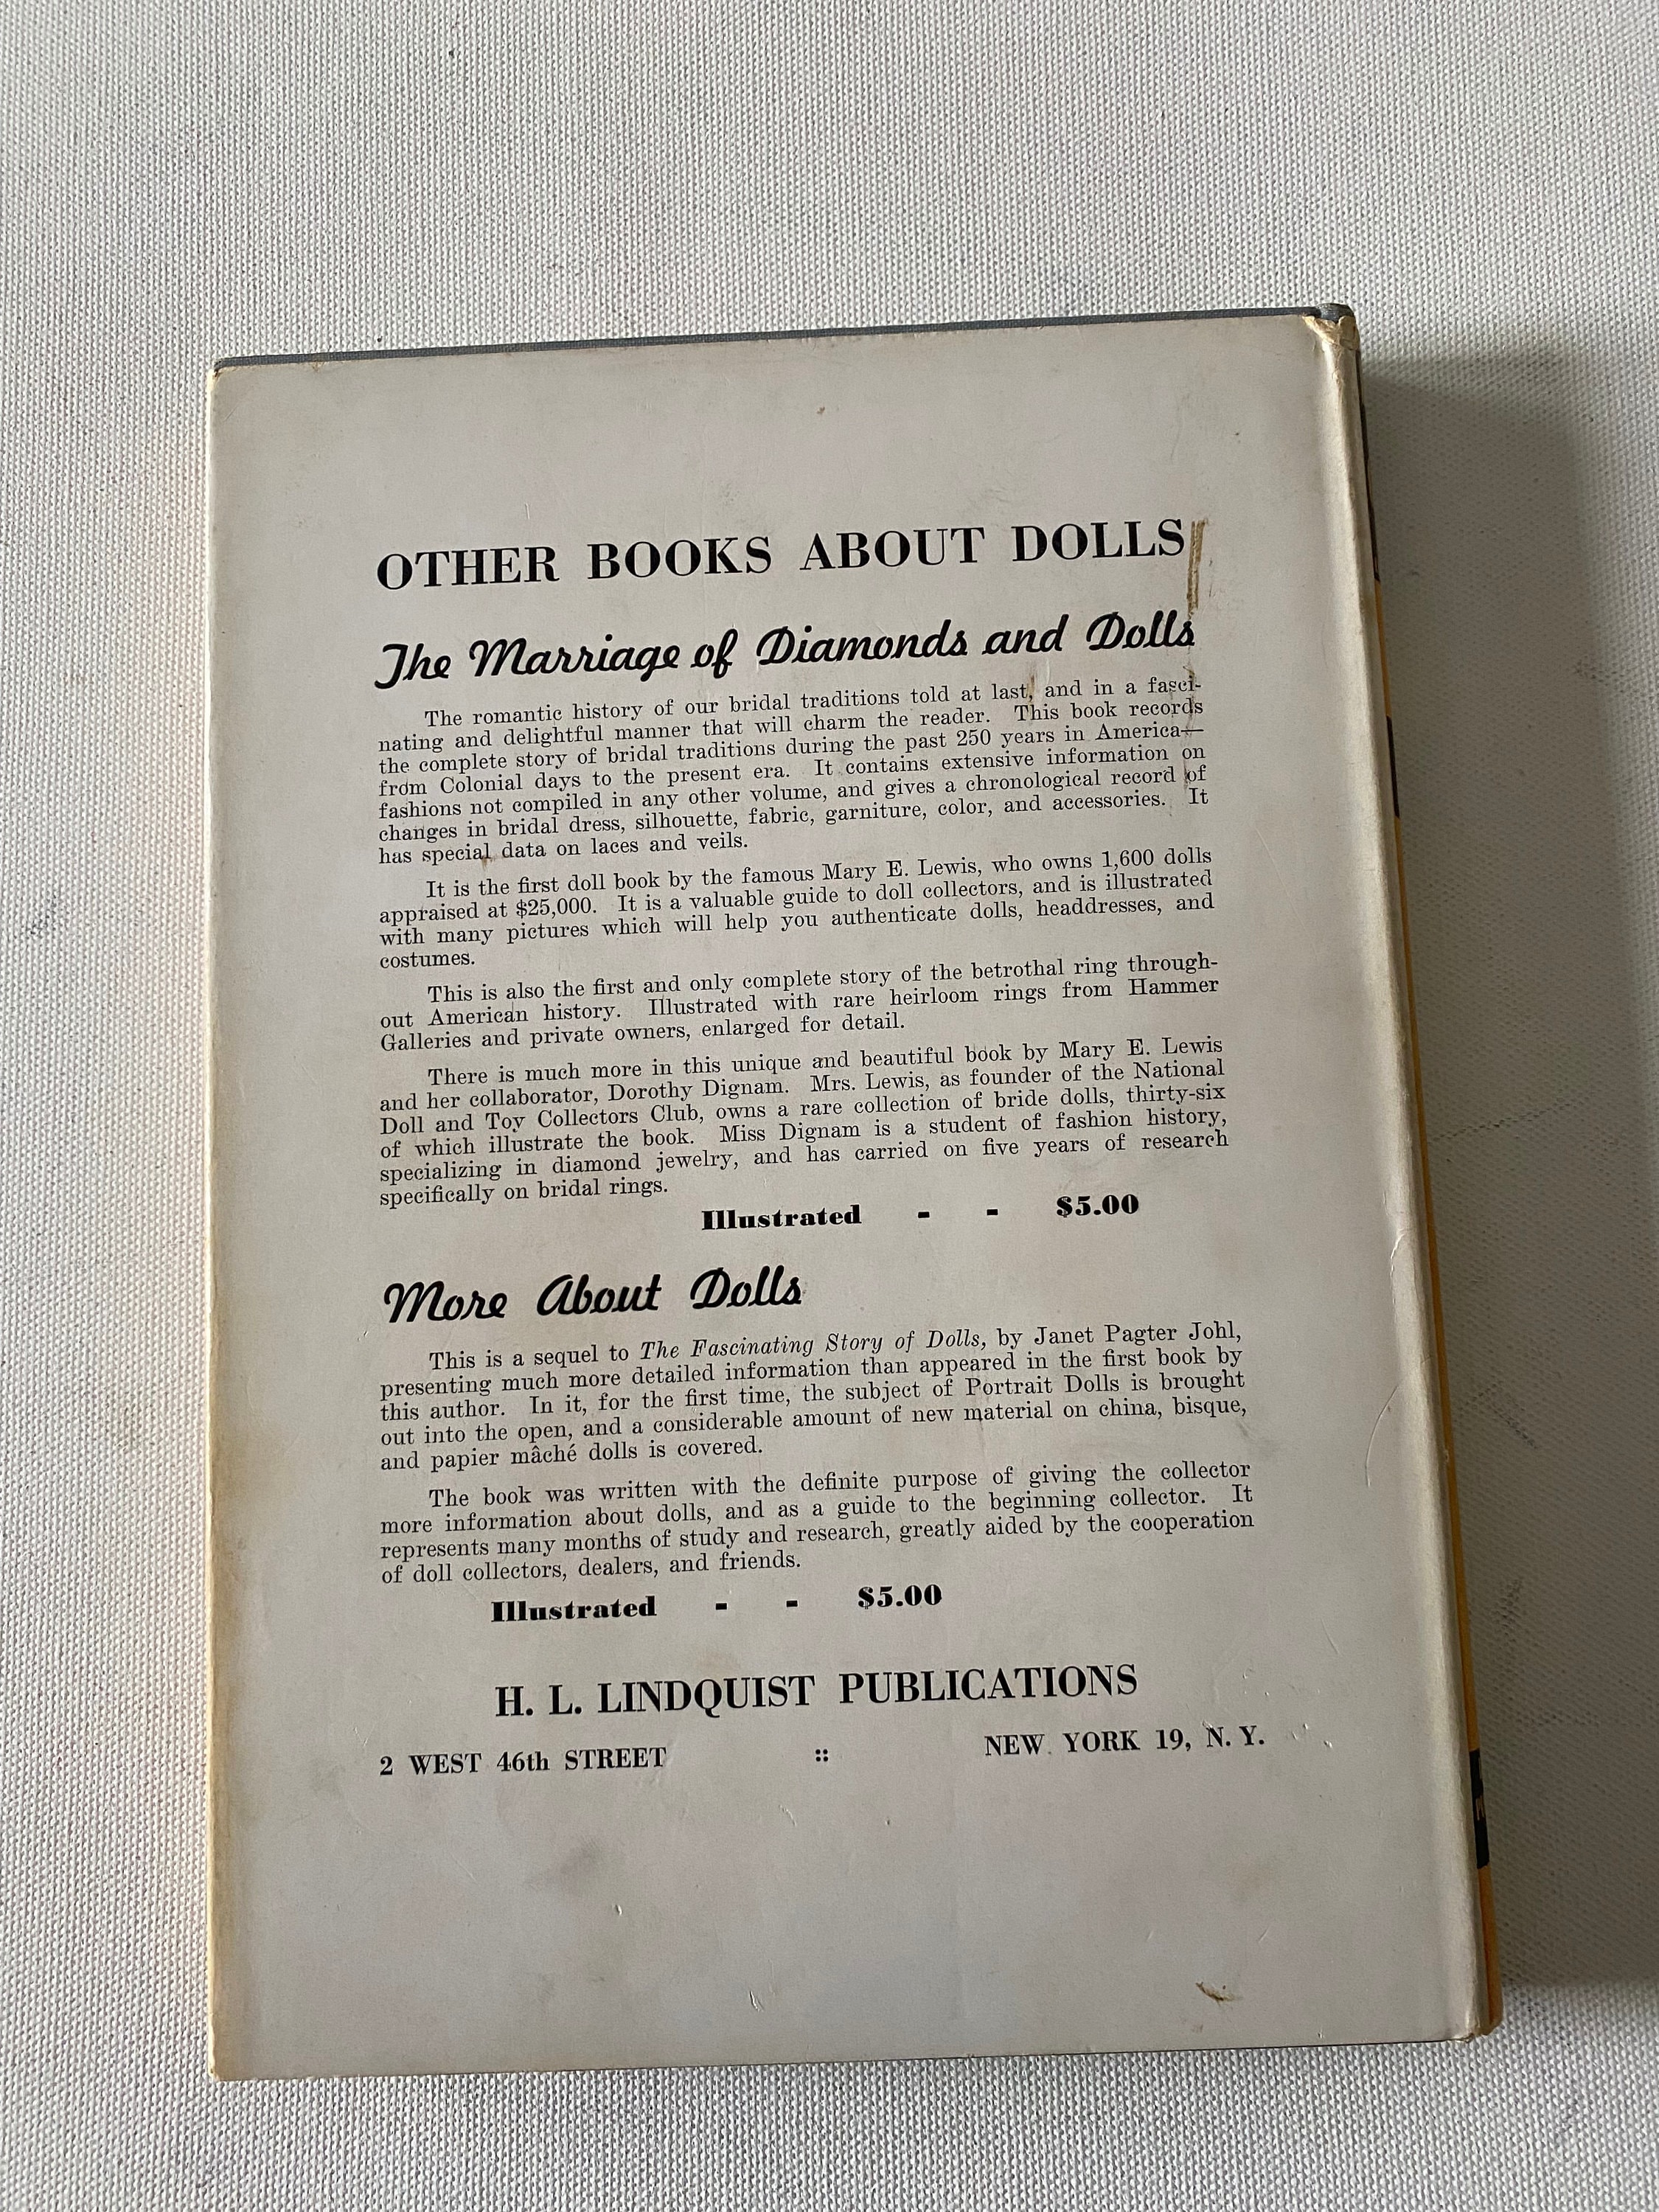 OTHER BOOKS ABOUT DOLLS
The Marriage of Diamonds and Dolls
The romantic history of our bridal traditions told at last, and in a fasci-
nating and delightful manner that will charm the reader. This book records
the complete story of bridal traditions during the past 250 years in America—
from Colonial days to the present era. It contains extensive information on
fashions not compiled in any other volume, and gives a chronological record of
changes in bridal dress, silhouette, fabric, garniture, color, and accessories. It
has special data on laces and veils.
It is the first doll book by the famous Mary E. Lewis, who owns 1,600 dolls
appraised at $25,000. It is a valuable guide to doll collectors, and is illustrated
with many pictures which will help you authenticate dolls, headdresses, and
costumes.
This is also the first and only complete story of the betrothal ring through-
out American history. Illustrated with rare heirloom rings from Hammer
Galleries and private owners, enlarged for detail.
There is much more in this unique and beautiful book by Mary E. Lewis
and her collaborator, Dorothy Dignam. Mrs. Lewis, as founder of the National
Doll and Toy Collectors Club, owns a rare collection of bride dolls, thirty-six
of which illustrate the book. Miss Dignam is a student of fashion history,
specializing in diamond jewelry, and has carried on five years of research
specifically on bridal rings.
Illustrated - - $5.00
More About Dolls
This is a sequel to The Fascinating Story of Dolls, by Janet Pagter Johl,
presenting much more detailed information than appeared in the first book by
this author. In it, for the first time, the subject of Portrait Dolls is brought
out into the open, and a considerable amount of new material on china, bisque,
and papier mâché dolls is covered.
The book was written with the definite purpose of giving the collector
more information about dolls, and as a guide to the beginning collector. It
represents many months of study and research, greatly aided by the cooperation
of doll collectors, dealers, and friends.
Illustrated - - $5.00
H. L. LINDQUIST PUBLICATIONS
2 WEST 46th STREET :: NEW YORK 19, N. Y.